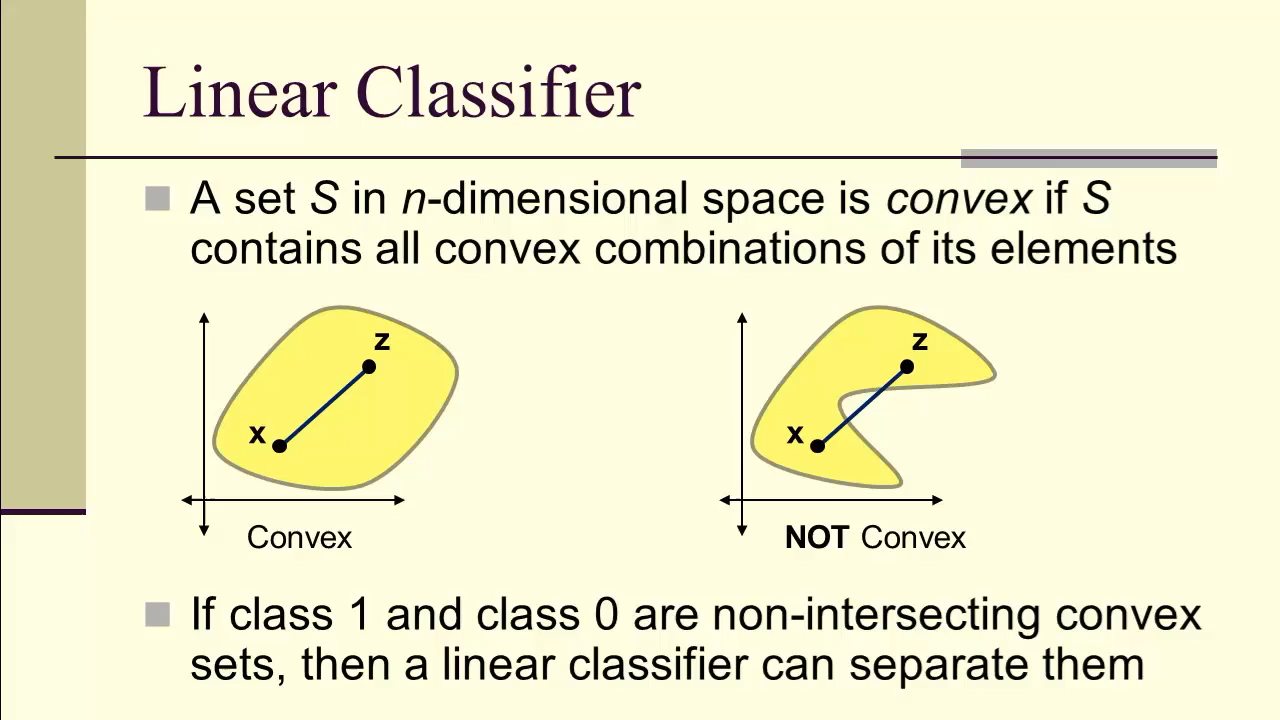 Linear Classifier
A set S in n-dimensional space is convex if S
contains all convex combinations of its elements
z
x
Convex
z
x
NOT Convex
If class 1 and class 0 are non-intersecting convex
sets, then a linear classifier can separate them